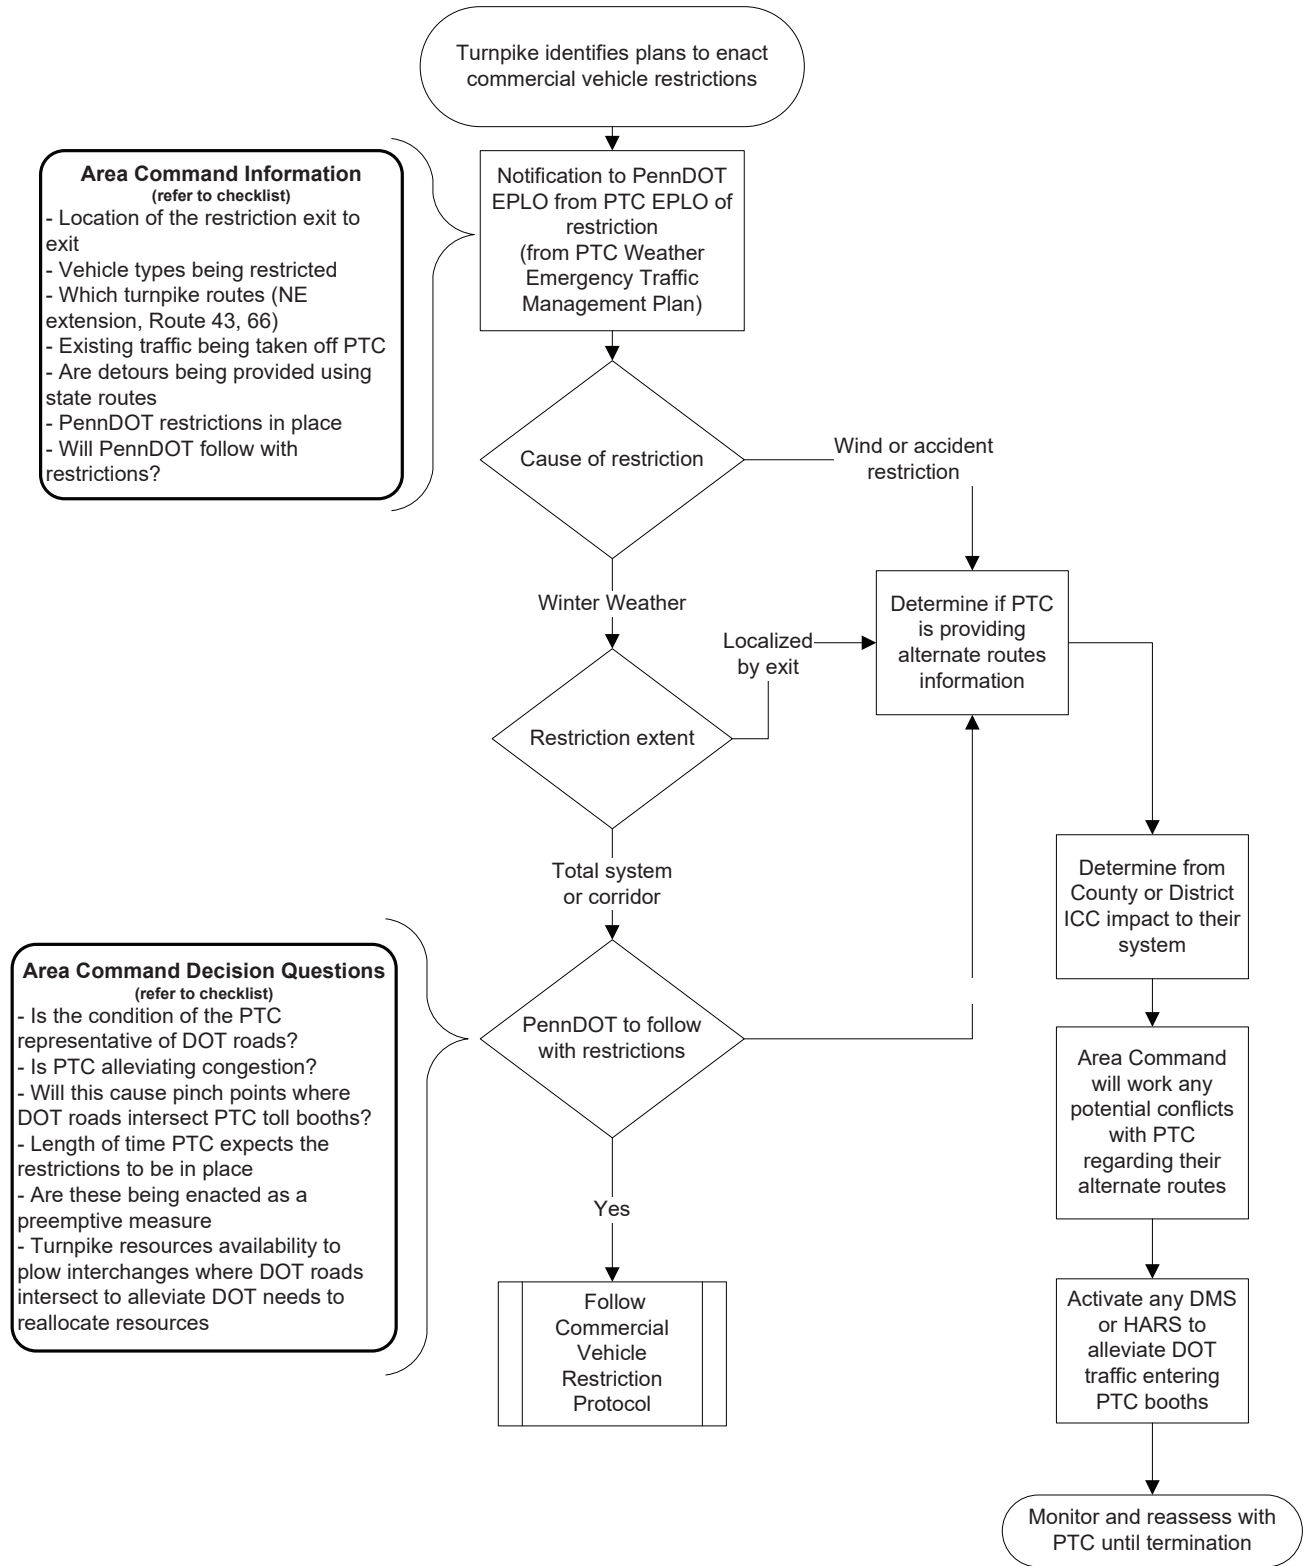 Turnpike identifies plans to enact
commercial vehicle restrictions
Area Command Information
(refer to checklist)
- Location of the restriction exit to
exit
- Vehicle types being restricted
- Which turnpike routes (NE
extension, Route 43, 66)
- Existing traffic being taken off PTC
- Are detours being provided using
state routes
- PennDOT restrictions in place
- Will PennDOT follow with
restrictions?
Notification to PennDOT
EPLO from PTC EPLO of
restriction
(from PTC Weather
Emergency Traffic
Management Plan)
Cause of restriction
Wind or accident
restriction
Winter Weather
Localized
by exit
Determine if PTC
is providing
alternate routes
information
Restriction extent
Total system
or corridor
Determine from
County or District
ICC impact to their
system
Area Command Decision Questions
(refer to checklist)
- Is the condition of the PTC
representative of DOT roads?
- Is PTC alleviating congestion?
- Will this cause pinch points where
DOT roads intersect PTC toll booths?
- Length of time PTC expects the
restrictions to be in place
- Are these being enacted as a
preemptive measure
- Turnpike resources availability to
plow interchanges where DOT roads
intersect to alleviate DOT needs to
reallocate resources
PennDOT to follow
with restrictions
Area Command
will work any
potential conflicts
with PTC
regarding their
alternate routes
Yes
Follow
Commercial
Vehicle
Restriction
Protocol
Activate any DMS
or HARS to
alleviate DOT
traffic entering
PTC booths
Monitor and reassess with
PTC until termination